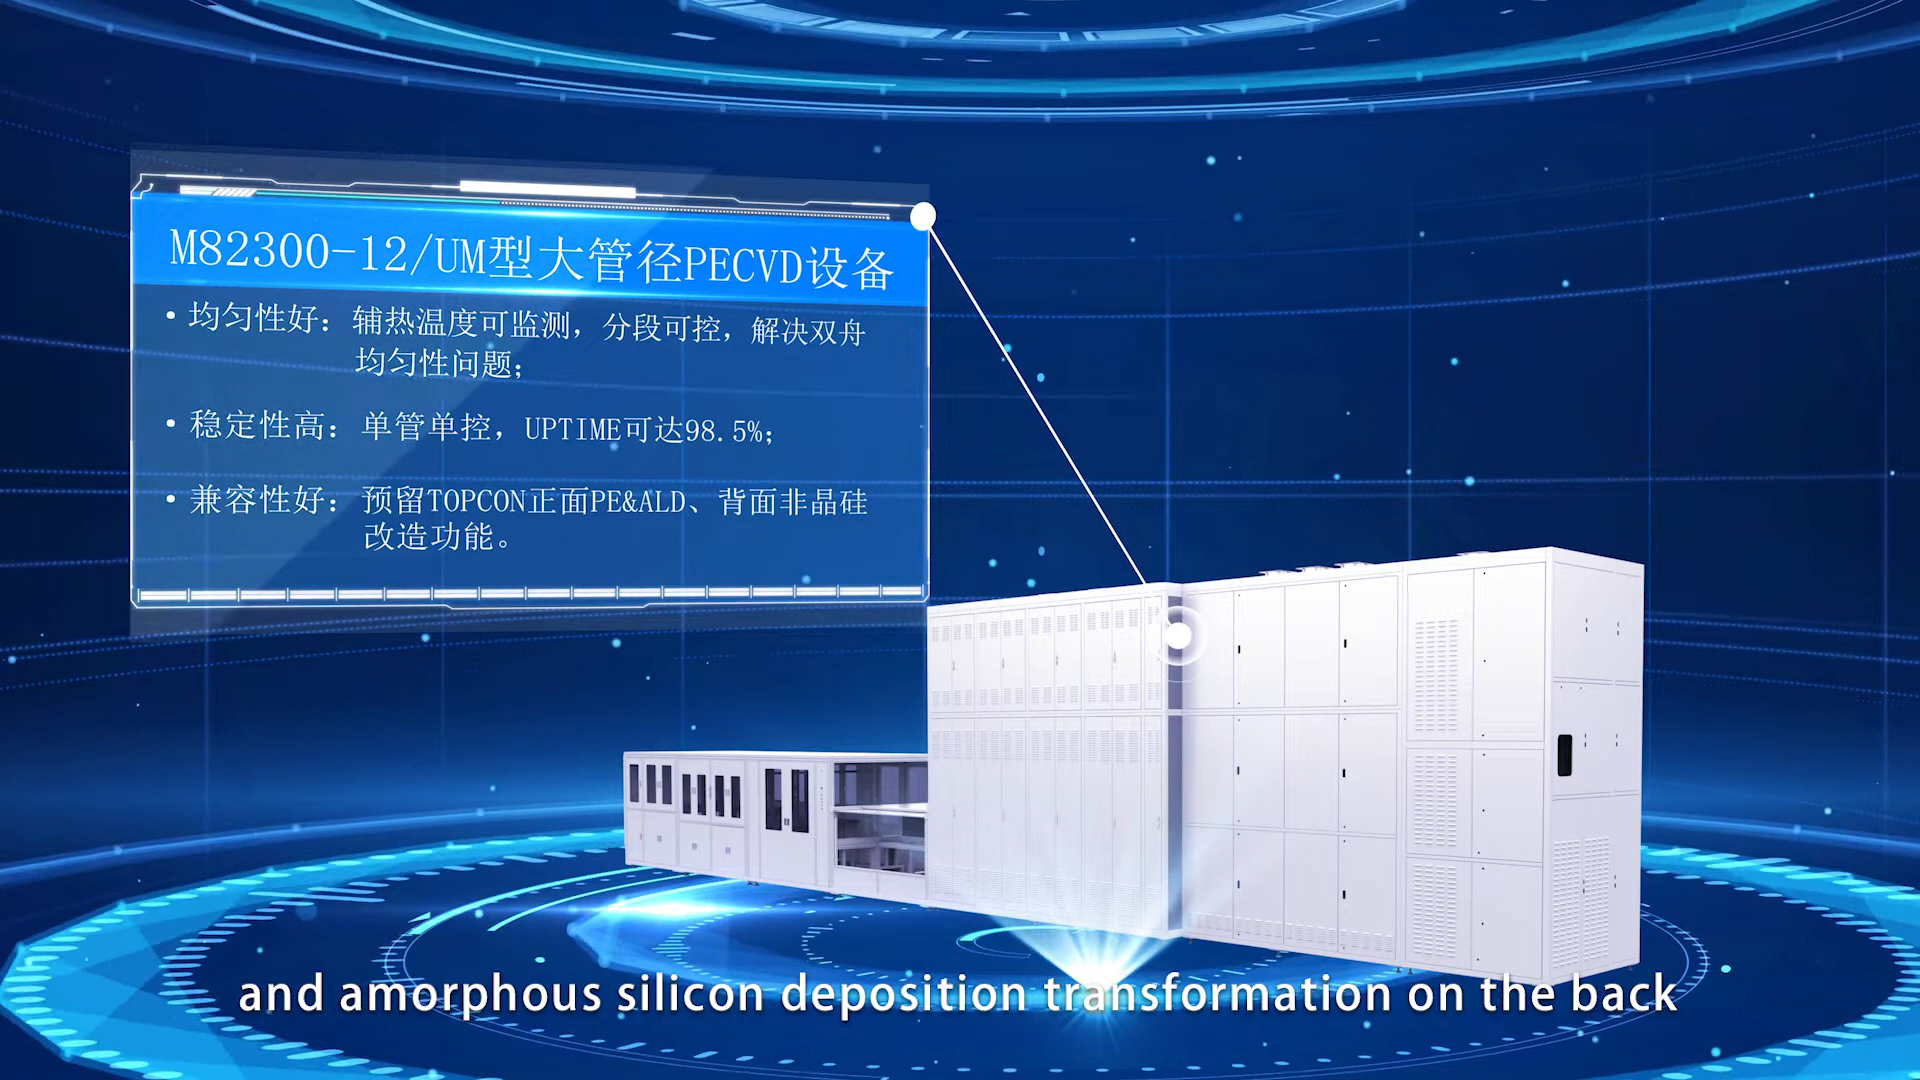 M82300-12/UM型大管径PECVD设备
• 均匀性好：辅热温度可监测，分段可控，解决双舟
均匀性问题；
• 稳定性高：单管单控，UPTIME可达98.5%；
• 兼容性好：预留TOPCON正面PE&ALD、背面非晶硅
改造功能。
and amorphous silicon deposition transformation on the back